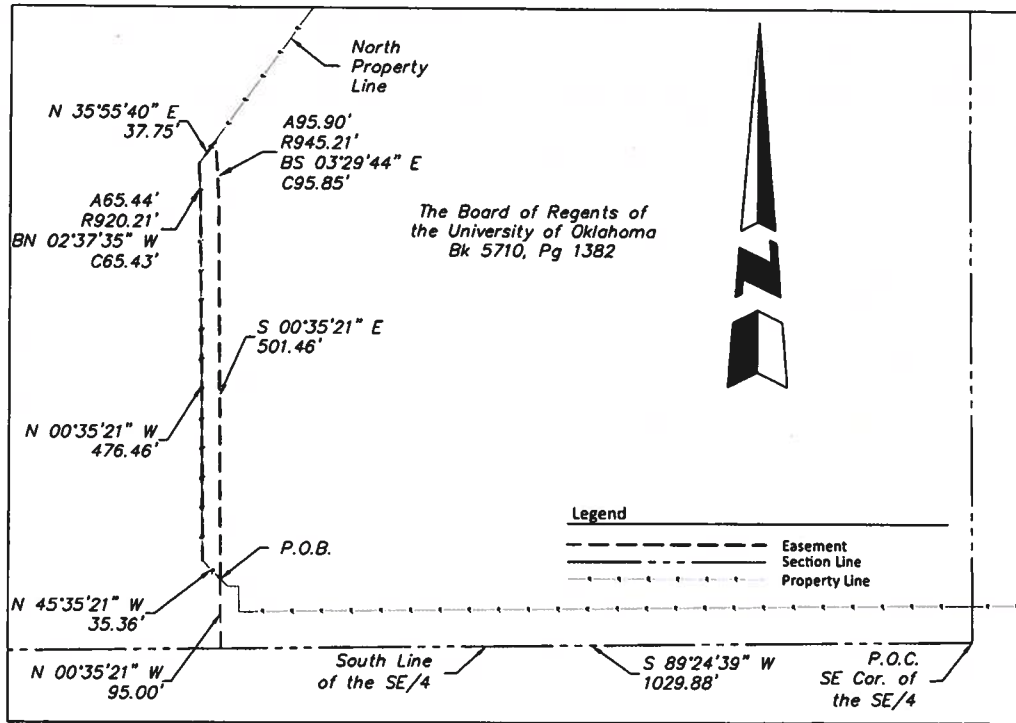 North
Property
Line
N 35°55'40" E
37.75'
A95.90'
R945.21'
BS 03°29'44" E
C95.85'
A65.44'
R920.21'
BN 02°37'35" W
C65.43'
The Board of Regents of
the University of Oklahoma
Bk 5710, Pg 1382
N
S 00°35'21" E
501.46'
N 00°35'21" W
476.46'
Legend
Easement
Section Line
Property Line
P.O.B.
N 45°35'21" W
35.36'
N 00°35'21" W
95.00'
South Line
of the SE/4
S 89°24'39" W
1029.88'
P.O.C.
SE Cor. of
the SE/4